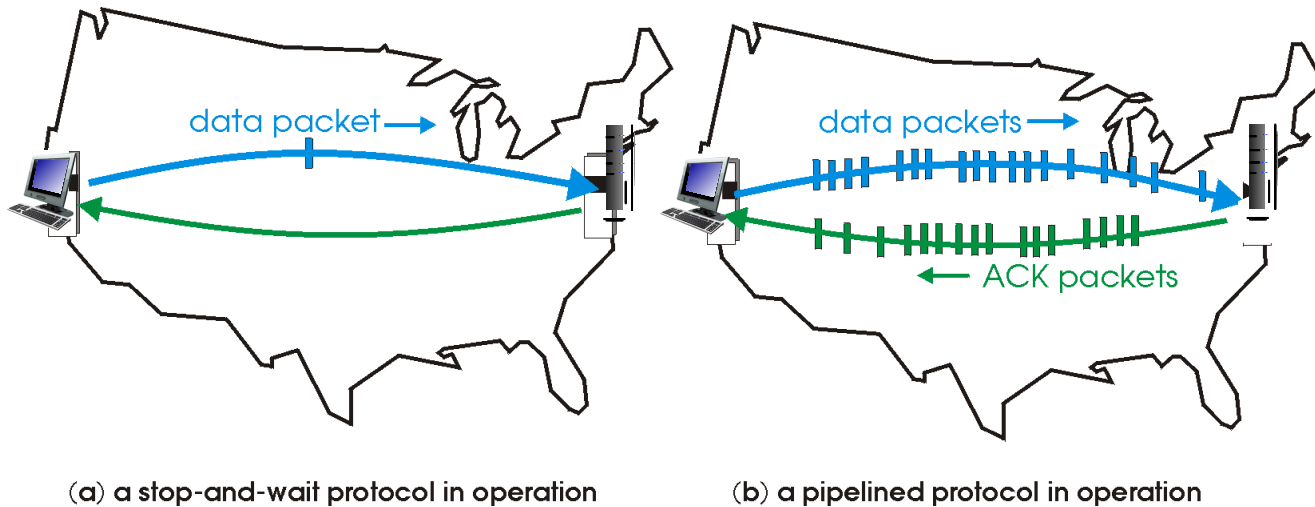 data packet
data packets
ACK packets
(a) a stop-and-wait protocol in operation
(b) a pipelined protocol in operation